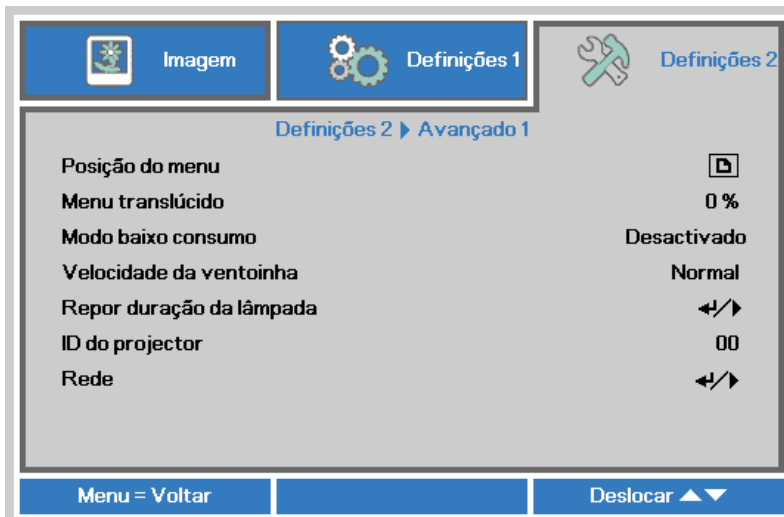 Imagem
Definições 1
Definições 2
Definições 2 Avançado 1
Posição do menu
Menu translúcido 0 %
Modo baixo consumo Desactivado
Velocidade da ventoinha Normal
Repor duração da lâmpada
ID do projector 00
Rede
Menu = Voltar
Deslocar